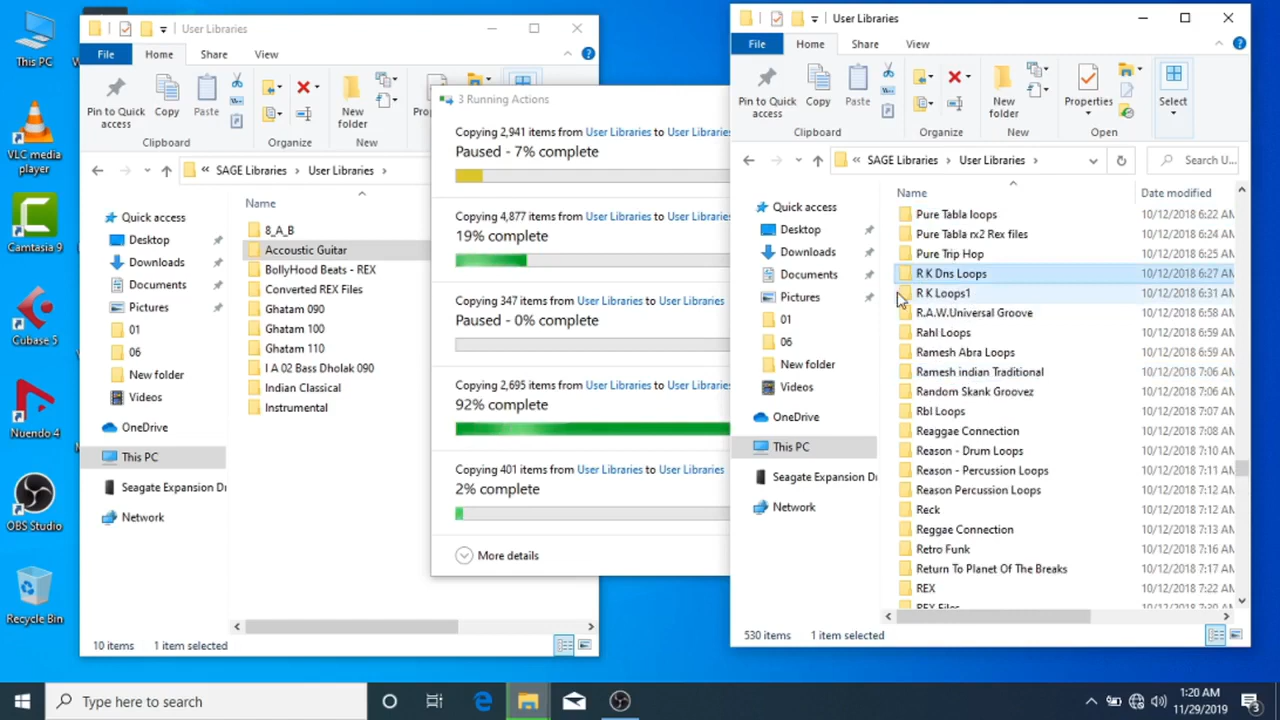 This PC
VLC media
player
Camtasia 9
Cubase 5
Nuendo 4
OBS Studio
Recycle Bin
User Libraries
File
Home
Share
View
Pin to Quick
access
Copy
Paste
New
folder
Clipboard
Organize
New
« SAGE Libraries > User Libraries >
Quick access
Desktop
Downloads
Documents
Pictures
01
06
New folder
Videos
OneDrive
This PC
Seagate Expansion Dr
Network
Name
8_A_B
Accoustic Guitar
BollyHood Beats - REX
Converted REX Files
Ghatam 090
Ghatam 100
Ghatam 110
I A 02 Bass Dholak 090
Indian Classical
Instrumental
10 items
1 item selected
3 Running Actions
Copying 2,941 items from User Libraries to User Libraries
Paused - 7% complete
Copying 4,877 items from User Libraries to User Libraries
19% complete
Copying 347 items from User Libraries to User Libraries
Paused - 0% complete
Copying 2,695 items from User Libraries to User Libraries
92% complete
Copying 401 items from User Libraries to User Libraries
2% complete
More details
User Libraries
File
Home
Share
View
Pin to Quick
access
Copy
Paste
New
folder
Properties
Select
Clipboard
Organize
New
Open
« SAGE Libraries > User Libraries >
Search U...
Quick access
Desktop
Downloads
Documents
Pictures
01
06
New folder
Videos
OneDrive
This PC
Seagate Expansion Dr
Network
Name Date modified
Pure Tabla loops 10/12/2018 6:22 AM
Pure Tabla rx2 Rex files 10/12/2018 6:24 AM
Pure Trip Hop 10/12/2018 6:25 AM
R K Dns Loops 10/12/2018 6:27 AM
R K Loops1 10/12/2018 6:31 AM
R.A.W.Universal Groove 10/12/2018 6:58 AM
Rahl Loops 10/12/2018 6:59 AM
Ramesh Abra Loops 10/12/2018 6:59 AM
Ramesh indian Traditional 10/12/2018 7:06 AM
Random Skank Groovez 10/12/2018 7:06 AM
Rbl Loops 10/12/2018 7:07 AM
Reaggae Connection 10/12/2018 7:08 AM
Reason - Drum Loops 10/12/2018 7:10 AM
Reason - Percussion Loops 10/12/2018 7:11 AM
Reason Percussion Loops 10/12/2018 7:12 AM
Reck 10/12/2018 7:12 AM
Reggae Connection 10/12/2018 7:13 AM
Retro Funk 10/12/2018 7:16 AM
Return To Planet Of The Breaks 10/12/2018 7:17 AM
REX 10/12/2018 7:22 AM
REX Files
530 items
1 item selected
Type here to search
1:20 AM
11/29/2019
3